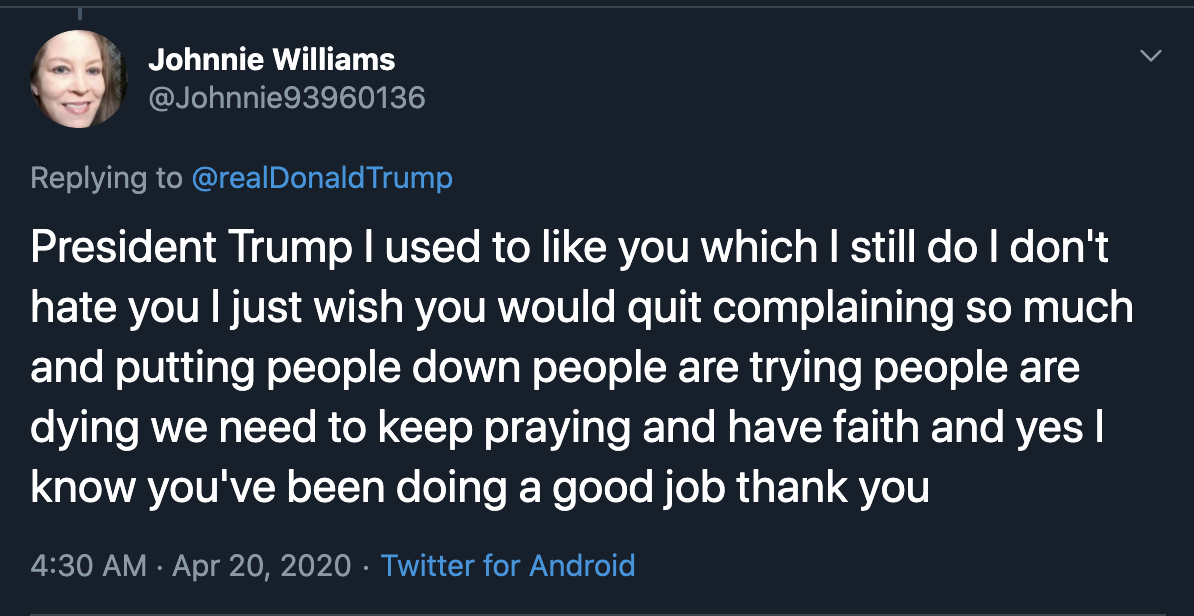 Johnnie Williams
@Johnnie93960136
Replying to @realDonaldTrump
President Trump I used to like you which I still do I don't
hate you I just wish you would quit complaining so much
and putting people down people are trying people are
dying we need to keep praying and have faith and yes I
know you've been doing a good job thank you
4:30 AM · Apr 20, 2020 · Twitter for Android